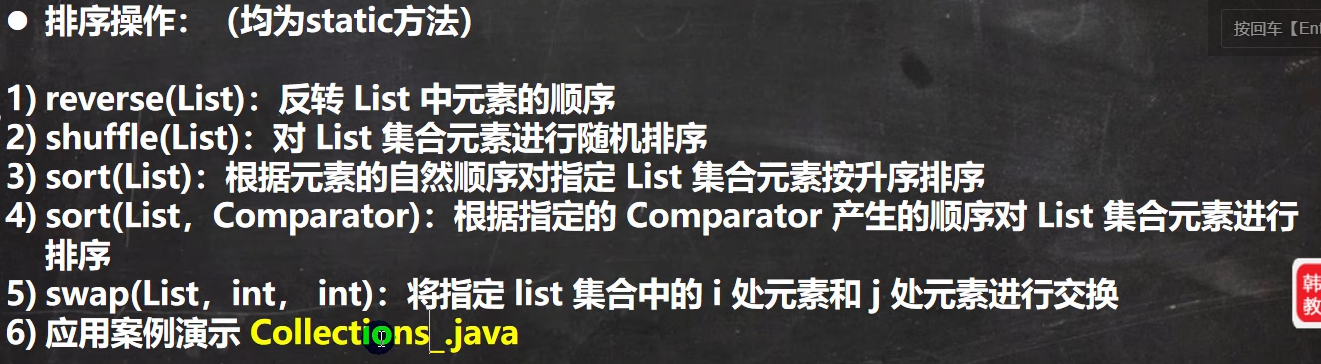 ● 排序操作：（均为static方法）
按回车【Ent
1) reverse(List)：反转 List 中元素的顺序
2) shuffle(List)：对 List 集合元素进行随机排序
3) sort(List)：根据元素的自然顺序对指定 List 集合元素按升序排序
4) sort(List，Comparator)：根据指定的 Comparator 产生的顺序对 List 集合元素进行
排序
5) swap(List，int， int)：将指定 list 集合中的 i 处元素和 j 处元素进行交换
韩
教
6) 应用案例演示 Collections_.java